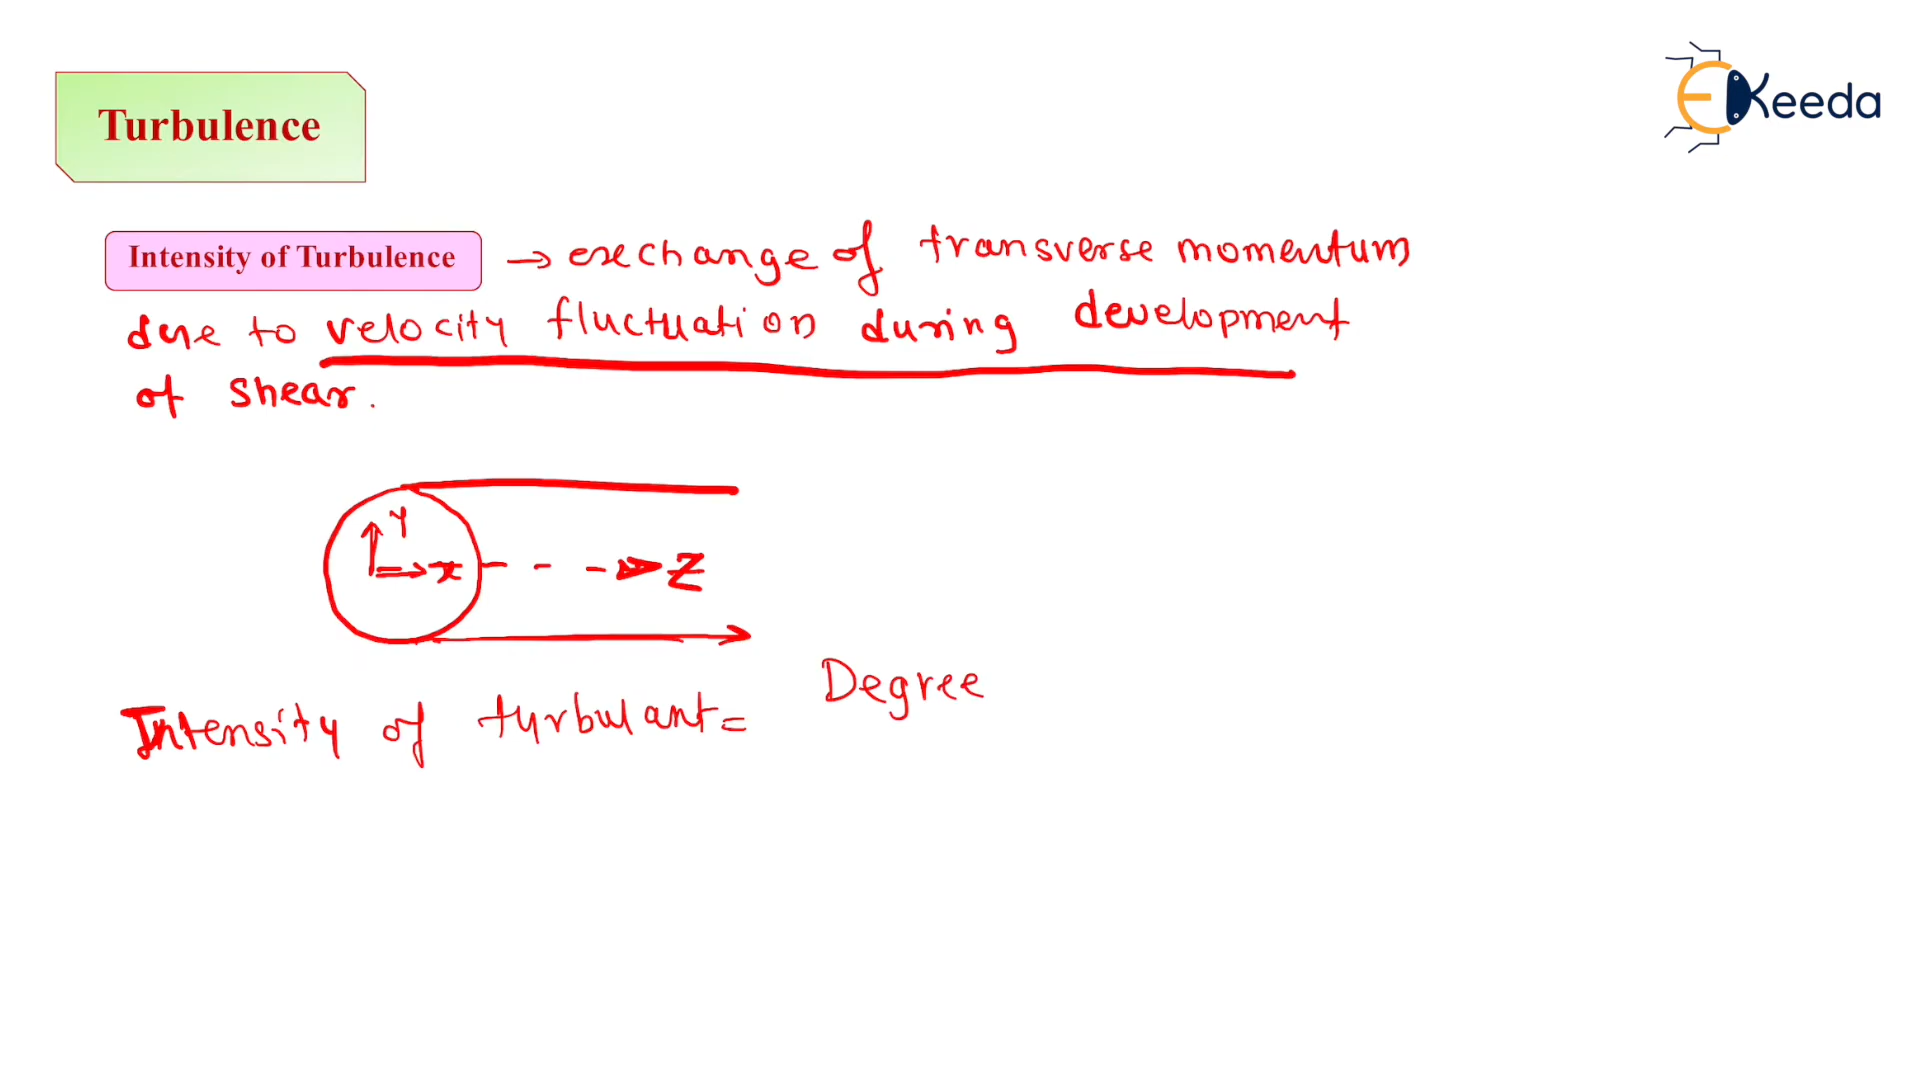 Turbulence
EKeeda
Intensity of Turbulence → exchange of transverse momentum
due to velocity fluctuation during development
of shear.
Y
x
Z
Degree
Intensity of turbulant =